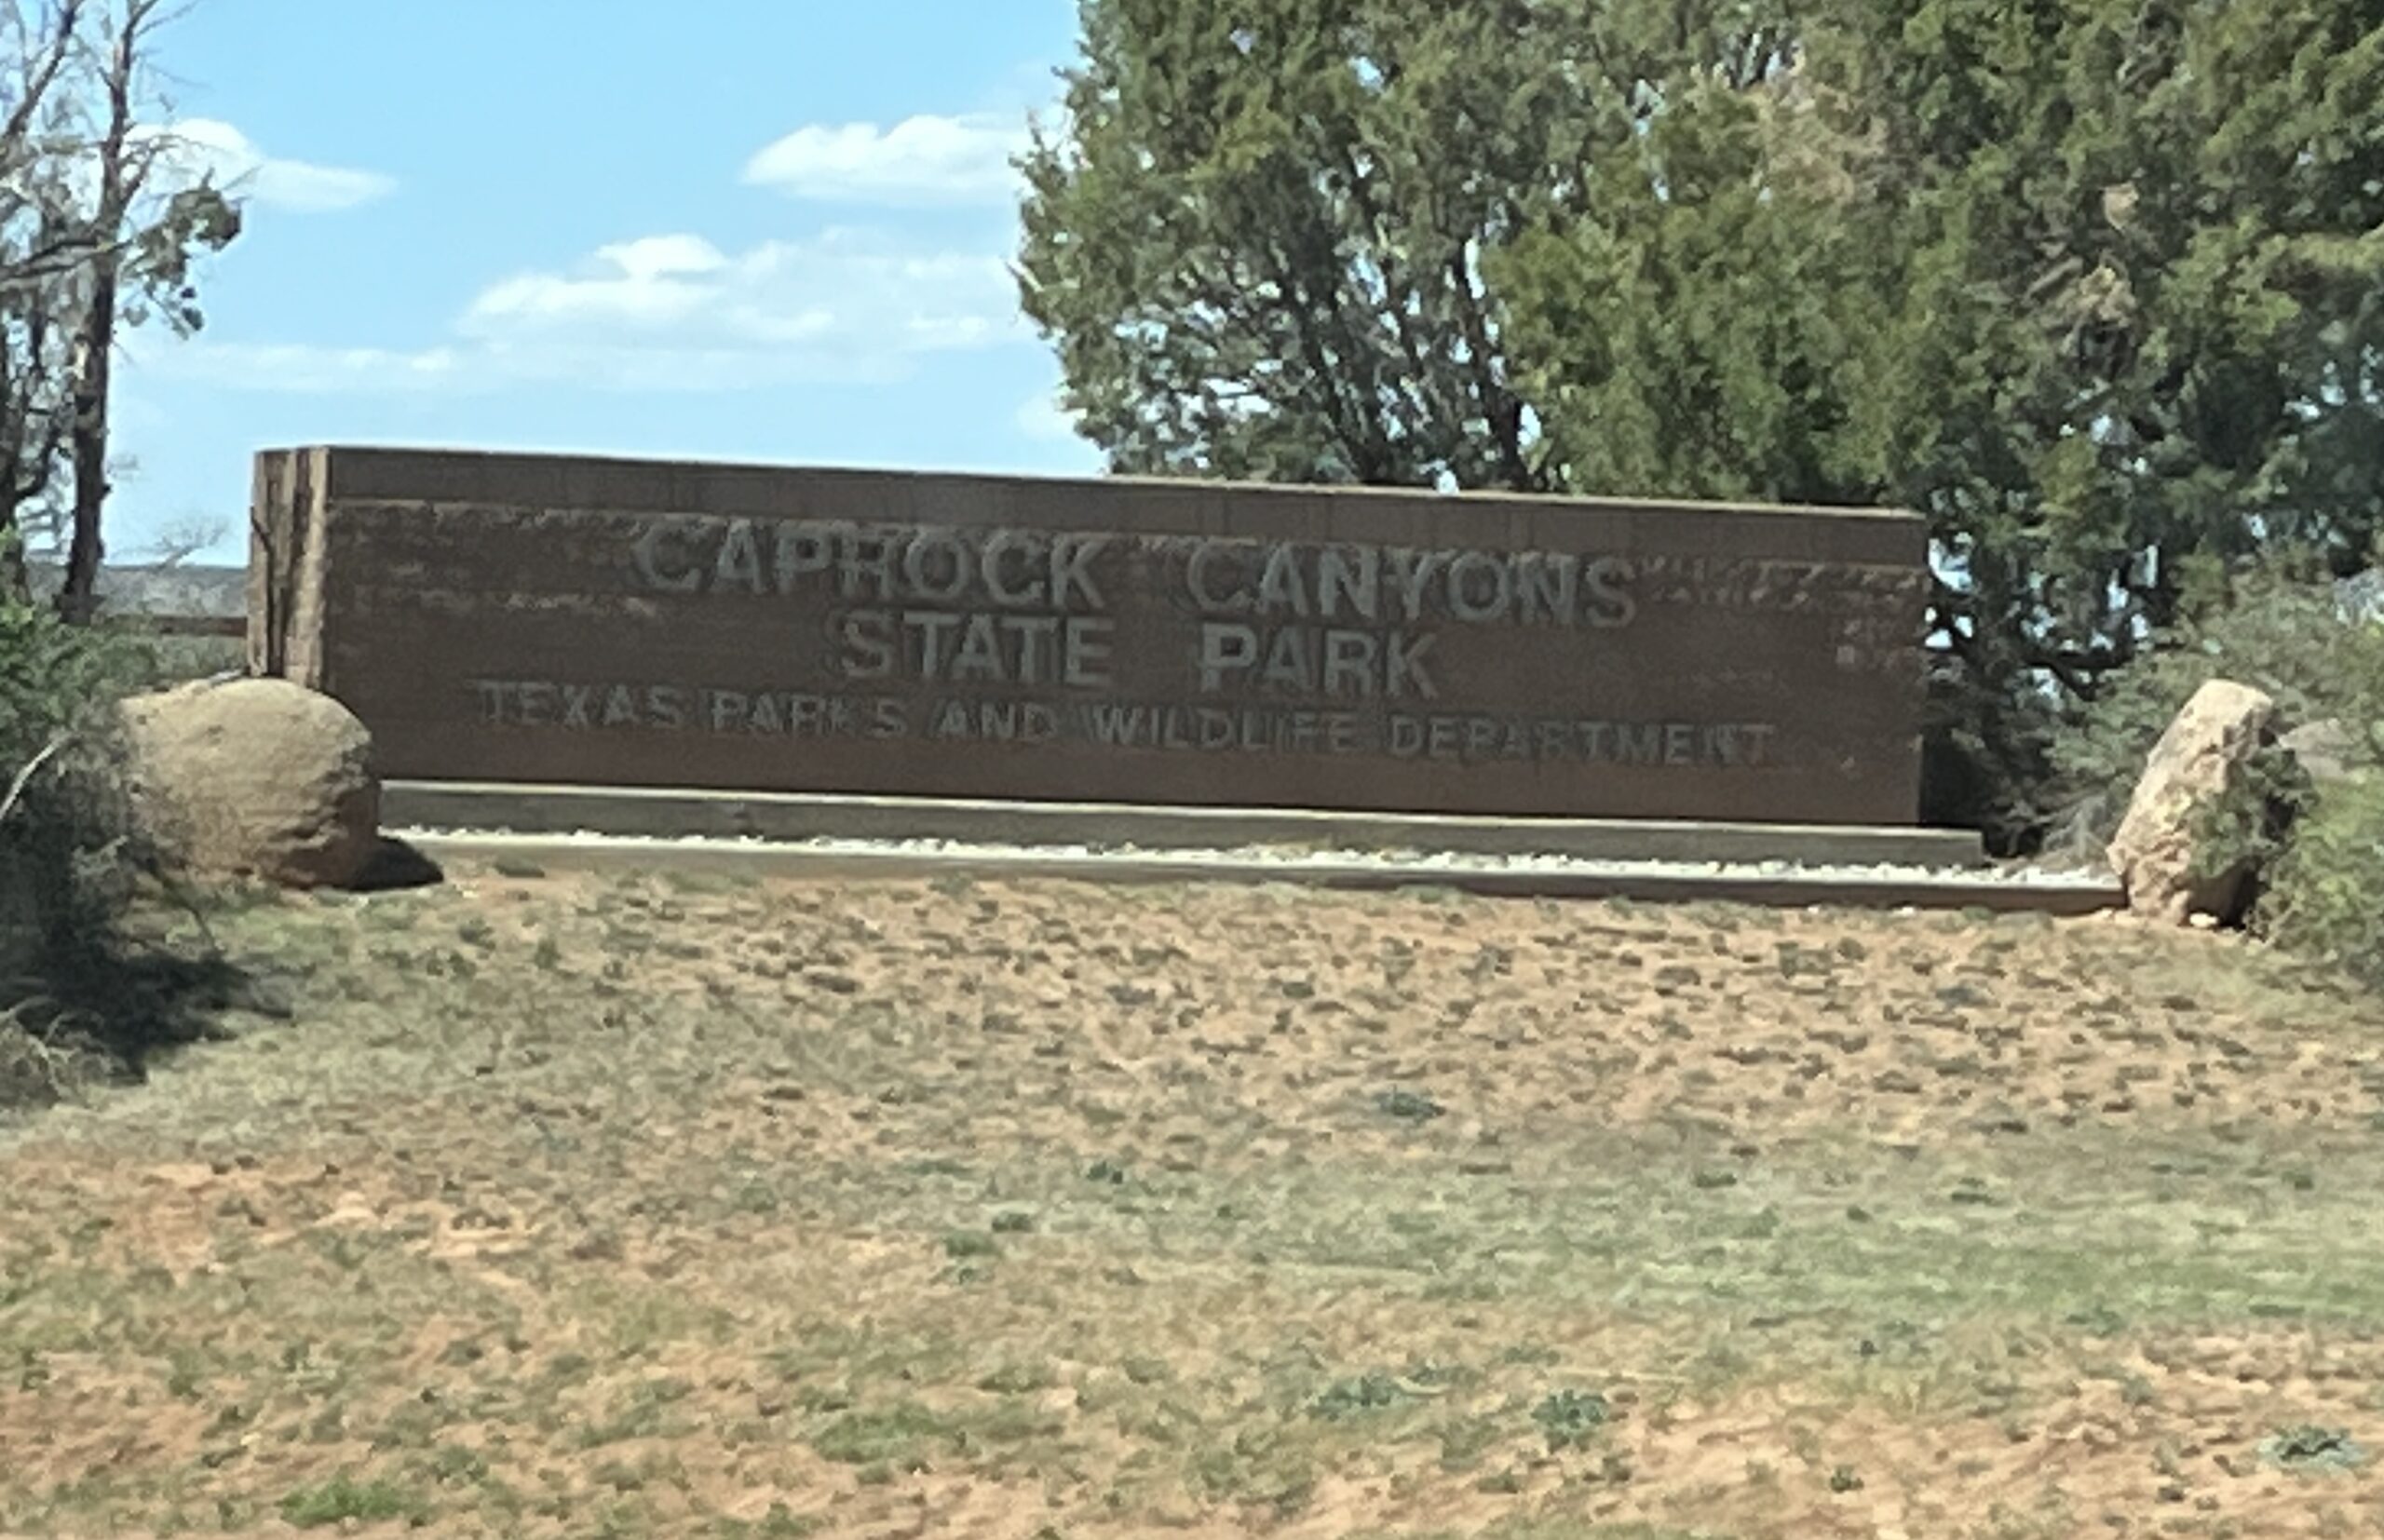 CAPROCK CANYONS
STATE PARK
TEXAS PARKS AND WILDLIFE DEPARTMENT